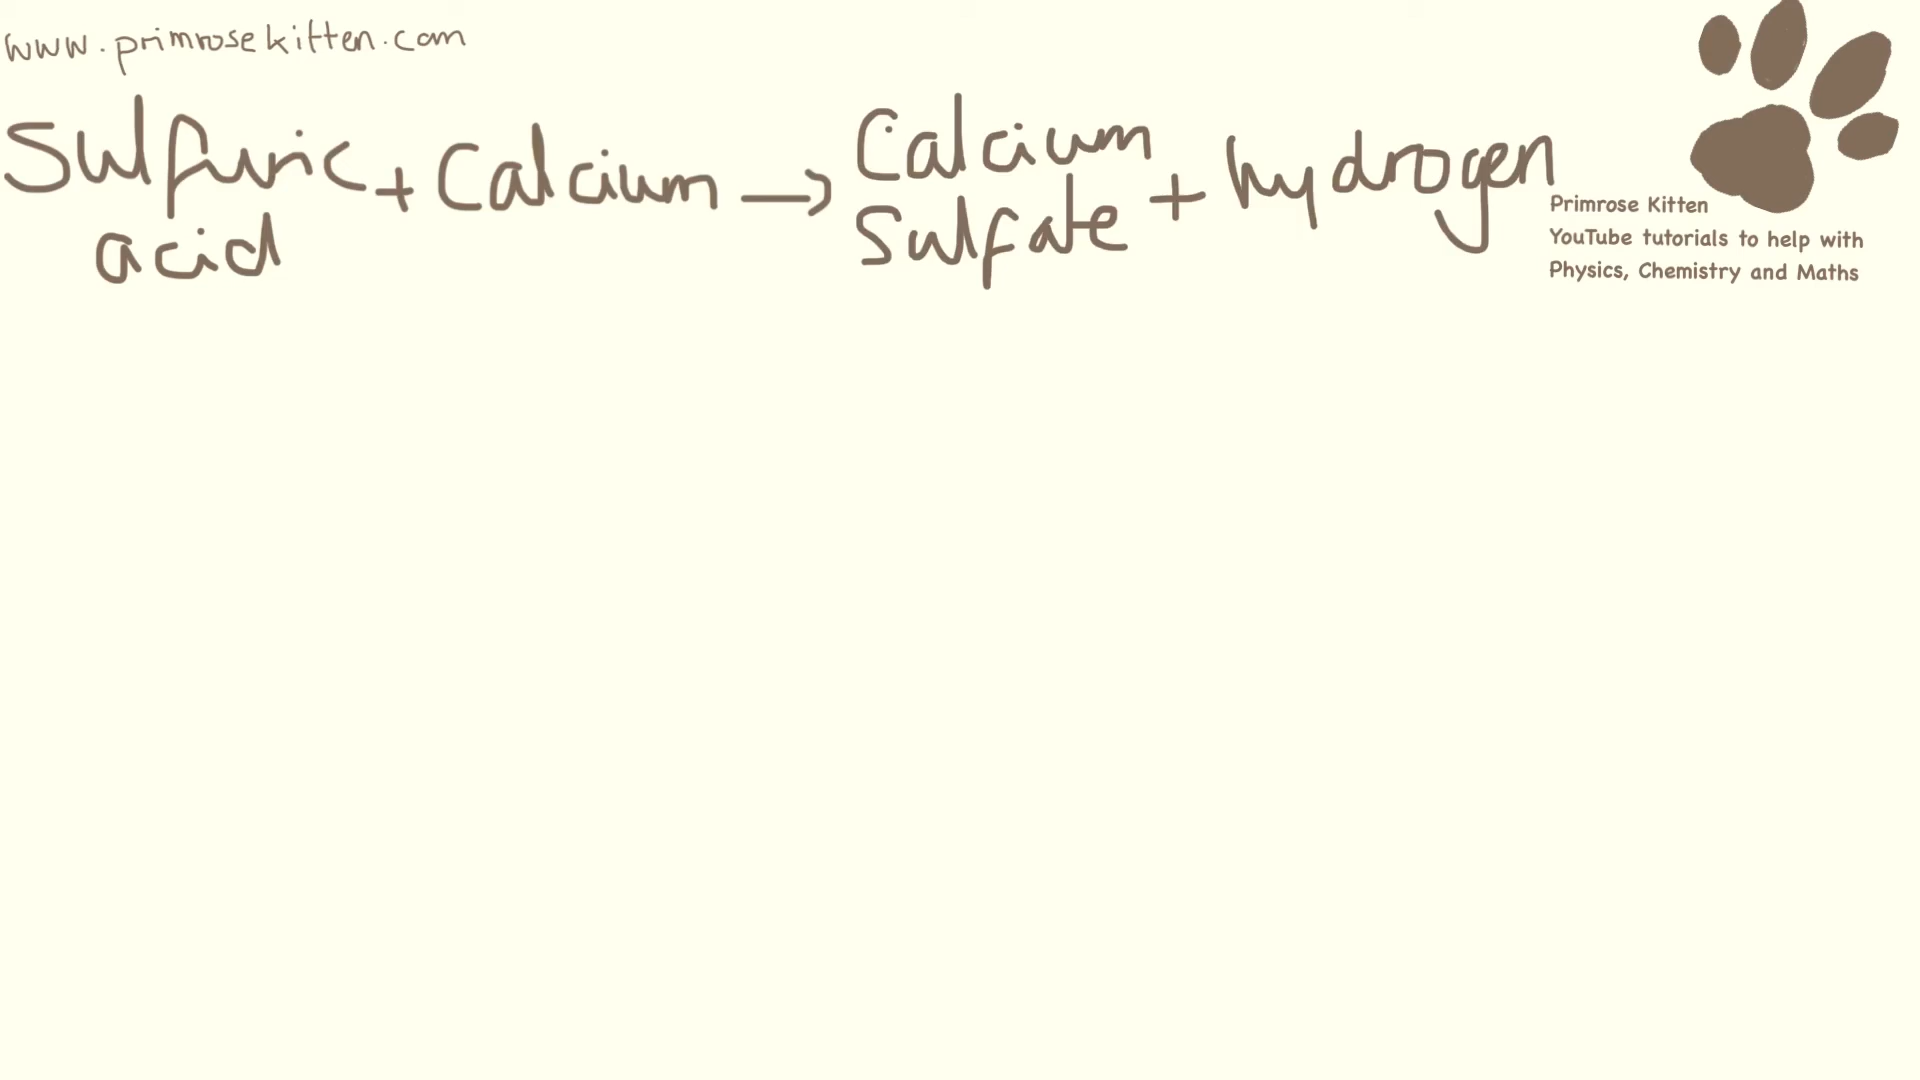 www.primrosekitten.com
Sulfuric + Calcium → Calcium + hydrogen
acid Sulfate
Primrose Kitten
YouTube tutorials to help with
Physics, Chemistry and Maths